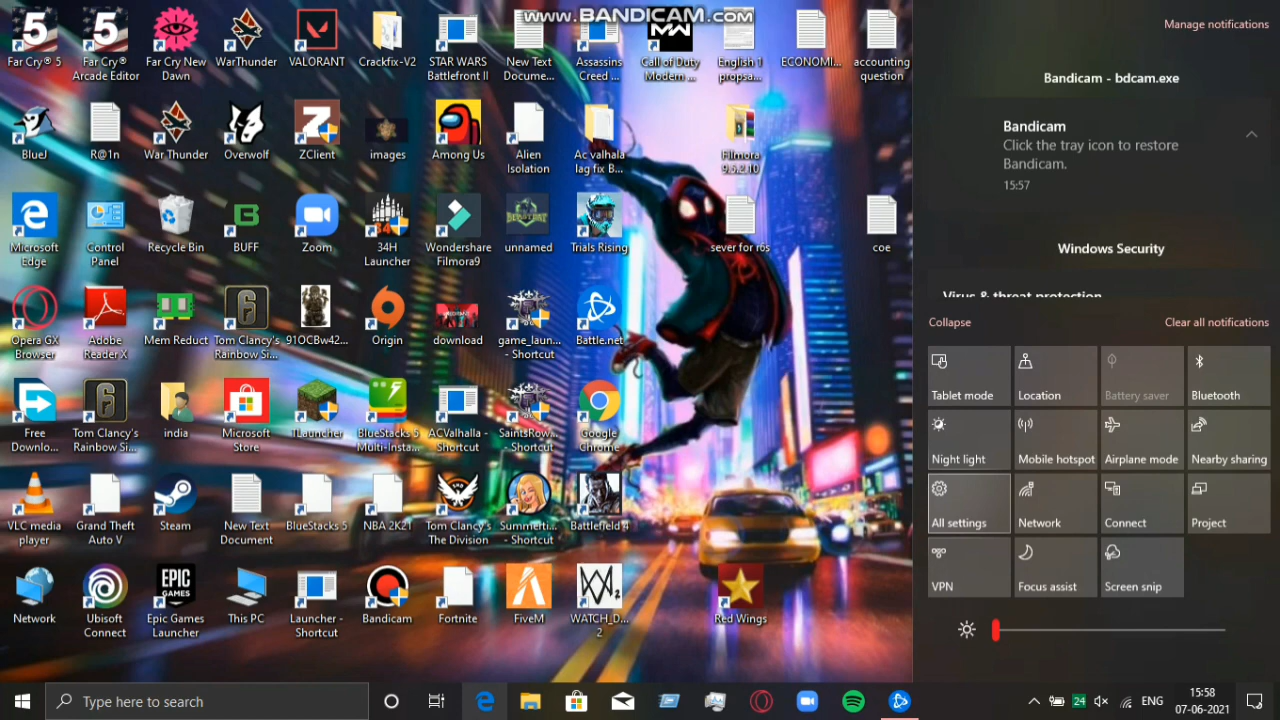 www.BANDICAM.com
Far Cry® 5
Far Cry®
Arcade Editor
Far Cry New
Dawn
WarThunder
VALORANT
Crackfix-V2
STAR WARS
Battlefront II
New Text
Docume...
Assassins
Creed ...
Call of Duty
Modern ...
English 1
propsa...
ECONOMI...
accounting
question
BlueJ
R@1n
War Thunder
Overwolf
ZClient
images
Among Us
Alien
Isolation
Ac valhala
lag fix B...
Filmora
9.5.2.10
Microsoft
Edge
Control
Panel
Recycle Bin
BUFF
Zoom
34H
Launcher
Wondershare
Filmora9
unnamed
Trials Rising
sever for r6s
coe
Opera GX
Browser
Adobe
Reader X
Mem Reduct
Tom Clancy's
Rainbow Si...
91OCBw42...
Origin
download
game_laun...
- Shortcut
Battle.net
Free
Downlo...
Tom Clancy's
Rainbow Si...
india
Microsoft
Store
TLauncher
BlueStacks 5
Multi-Insta...
ACValhalla -
Shortcut
SaintsRow...
- Shortcut
Google
Chrome
VLC media
player
Grand Theft
Auto V
Steam
New Text
Document
BlueStacks 5
NBA 2K21
Tom Clancy's
The Division
Summerti...
- Shortcut
Battlefield 4
Network
Ubisoft
Connect
EPIC
GAMES
Epic Games
Launcher
This PC
Launcher -
Shortcut
Bandicam
Fortnite
FiveM
WATCH_D...
2
Red Wings
Manage notifications
Bandicam - bdcam.exe
Bandicam
Click the tray icon to restore
Bandicam.
15:57
Windows Security
Virus & threat protection
Collapse
Clear all notifications
Tablet mode
Location
Battery saver
Bluetooth
Night light
Mobile hotspot
Airplane mode
Nearby sharing
All settings
Network
Connect
Project
VPN
Focus assist
Screen snip
Type here to search
24
ENG
15:58
07-06-2021